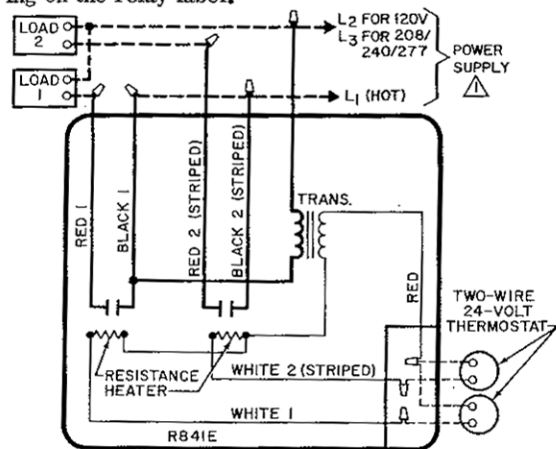 ing on the relay label.
LOAD
2
LOAD
1
L2 FOR 120V
L3 FOR 208/
240/277
L1 (HOT)
POWER
SUPPLY
1
RED 1
BLACK 1
RED 2 (STRIPED)
BLACK 2 (STRIPED)
TRANS.
RED
TWO-WIRE
24-VOLT
THERMOSTAT
RESISTANCE
HEATER
WHITE 2 (STRIPED)
WHITE 1
R841E